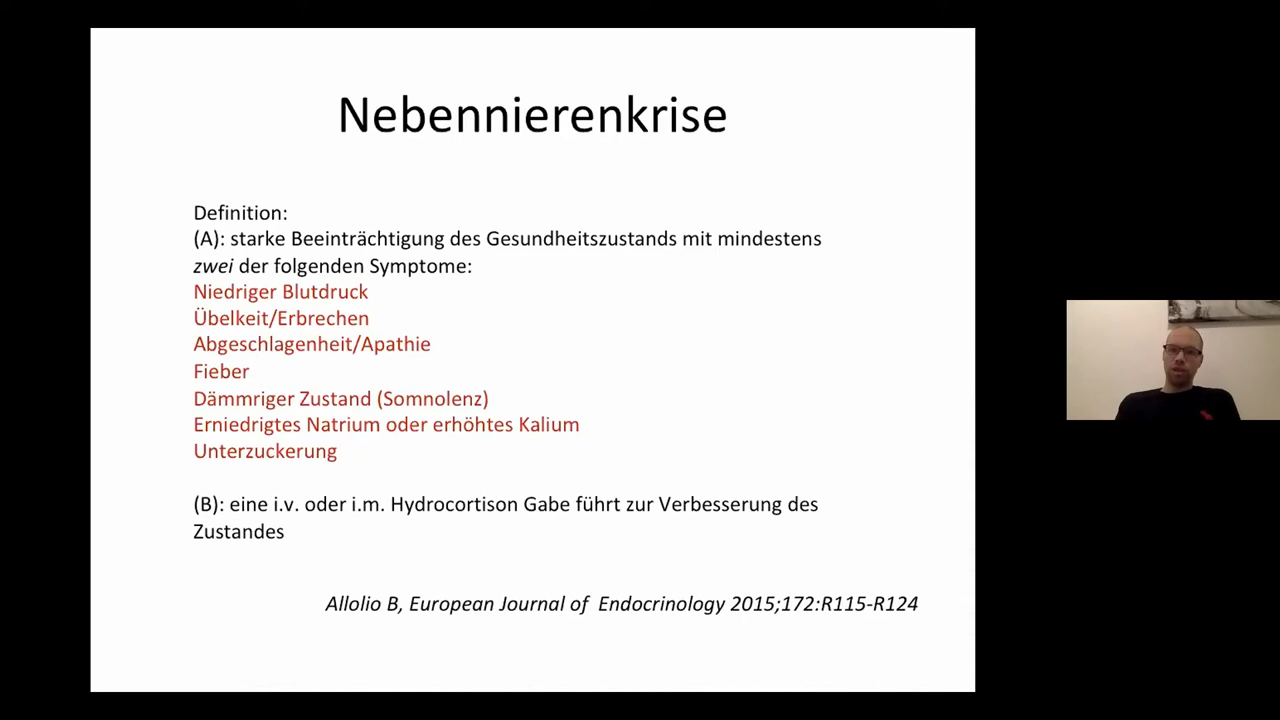 Nebennierenkrise
Definition:
(A): starke Beeinträchtigung des Gesundheitszustands mit mindestens
zwei der folgenden Symptome:
Niedriger Blutdruck
Übelkeit/Erbrechen
Abgeschlagenheit/Apathie
Fieber
Dämmriger Zustand (Somnolenz)
Erniedrigtes Natrium oder erhöhtes Kalium
Unterzuckerung
(B): eine i.v. oder i.m. Hydrocortison Gabe führt zur Verbesserung des
Zustandes
Allolio B, European Journal of Endocrinology 2015;172:R115-R124